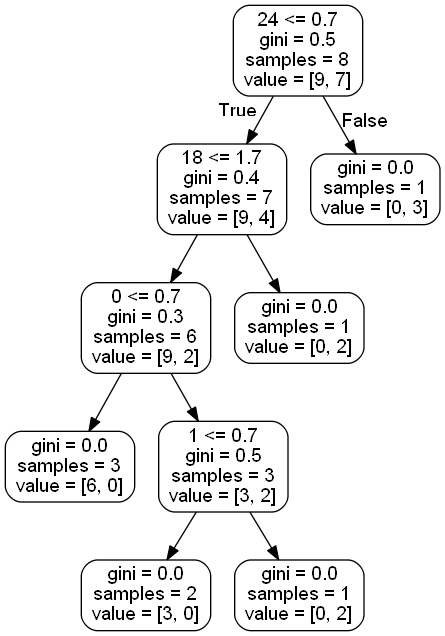 24 <= 0.7
gini = 0.5
samples = 8
value = [9, 7]
True
False
18 <= 1.7
gini = 0.4
samples = 7
value = [9, 4]
gini = 0.0
samples = 1
value = [0, 3]
0 <= 0.7
gini = 0.3
samples = 6
value = [9, 2]
gini = 0.0
samples = 1
value = [0, 2]
gini = 0.0
samples = 3
value = [6, 0]
1 <= 0.7
gini = 0.5
samples = 3
value = [3, 2]
gini = 0.0
samples = 2
value = [3, 0]
gini = 0.0
samples = 1
value = [0, 2]